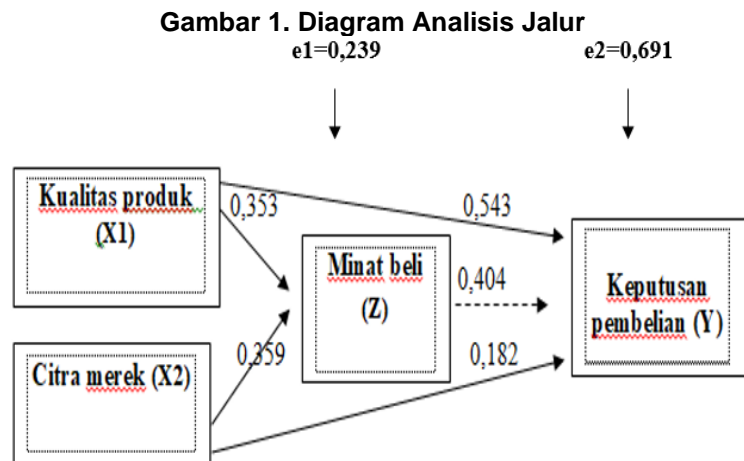 Gambar 1. Diagram Analisis Jalur
e1=0,239
e2=0,691
Kualitas produk
(X1)
0,353
0,543
Minat beli
(Z)
0,404
Keputusan
pembelian (Y)
Citra merek (X2)
0,359
0,182